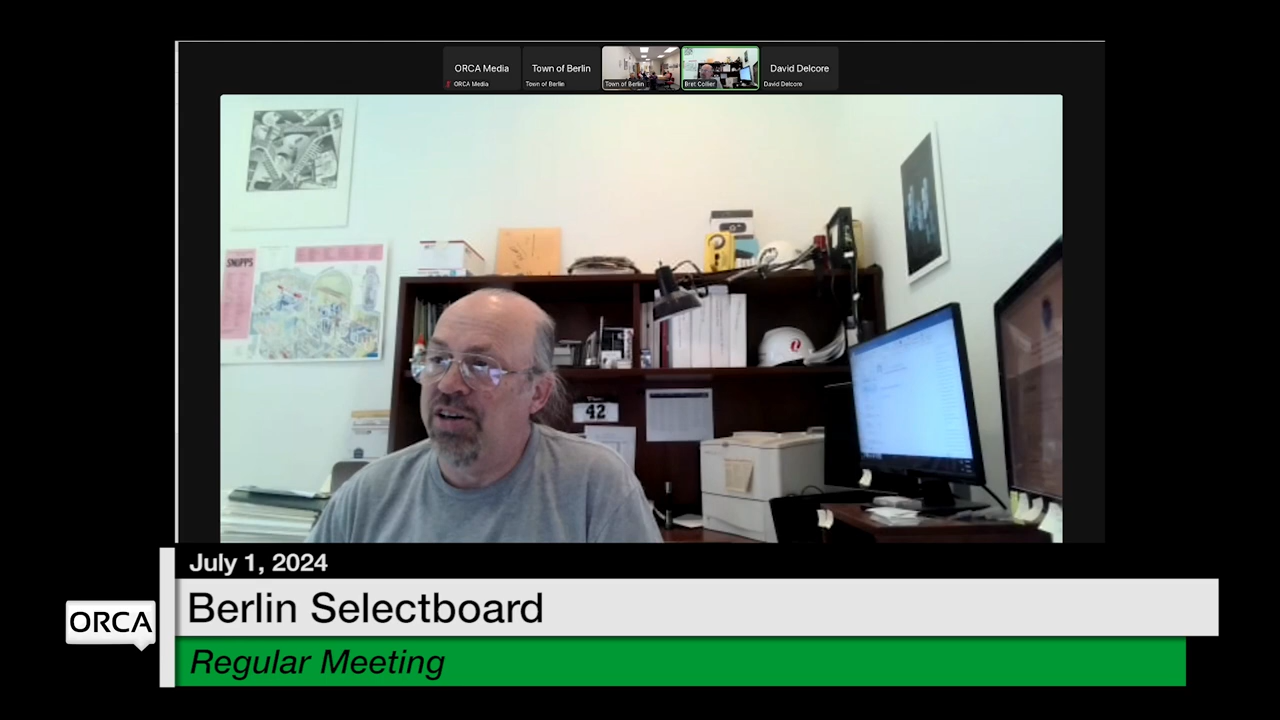 ORCA Media
Town of Berlin
David Delcore
ORCA Media
Town of Berlin
Town of Berlin
Bret Collier
David Delcore
SNIPPS
42
July 1, 2024
Berlin Selectboard
ORCA
Regular Meeting